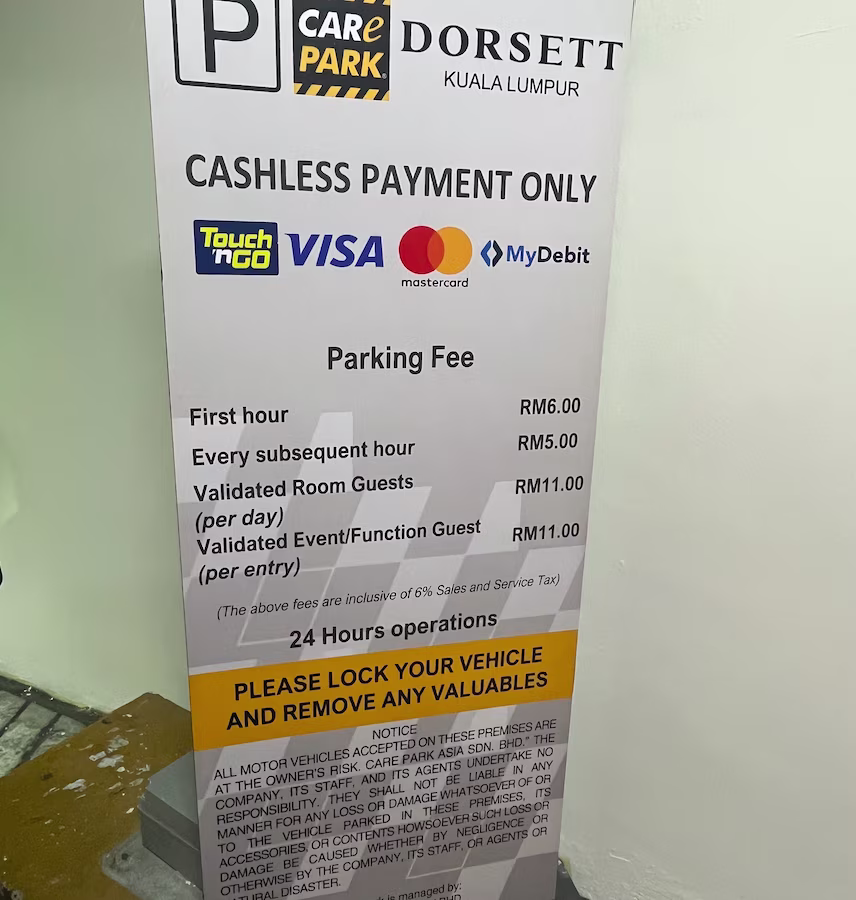 P
CARe
PARK
DORSETT
KUALA LUMPUR
CASHLESS PAYMENT ONLY
Touch
'nGO
VISA
mastercard
MyDebit
Parking Fee
First hour RM6.00
Every subsequent hour RM5.00
Validated Room Guests RM11.00
(per day)
Validated Event/Function Guest RM11.00
(per entry)
(The above fees are inclusive of 6% Sales and Service Tax)
24 Hours operations
PLEASE LOCK YOUR VEHICLE
AND REMOVE ANY VALUABLES
NOTICE
ALL MOTOR VEHICLES ACCEPTED ON THESE PREMISES ARE
AT THE OWNER'S RISK. CARE PARK ASIA SDN. BHD." THE
COMPANY, ITS STAFF, AND ITS AGENTS UNDERTAKE NO
RESPONSIBILITY. THEY SHALL NOT BE LIABLE IN ANY
MANNER FOR ANY LOSS OR DAMAGE WHATSOEVER OF OR
TO THE VEHICLE PARKED IN THESE PREMISES, ITS
ACCESSORIES, OR CONTENTS HOWSOEVER SUCH LOSS OR
DAMAGE BE CAUSED WHETHER BY NEGLIGENCE OR
OTHERWISE BY THE COMPANY, ITS STAFF, OR AGENTS OR
DISASTER.
is managed by: